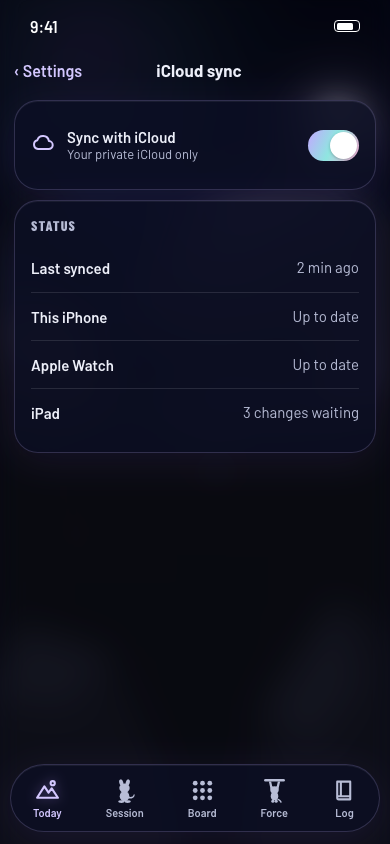 9:41
‹ Settings
iCloud sync
Sync with iCloud
Your private iCloud only
STATUS
Last synced 2 min ago
This iPhone Up to date
Apple Watch Up to date
iPad 3 changes waiting
Today Session Board Force Log